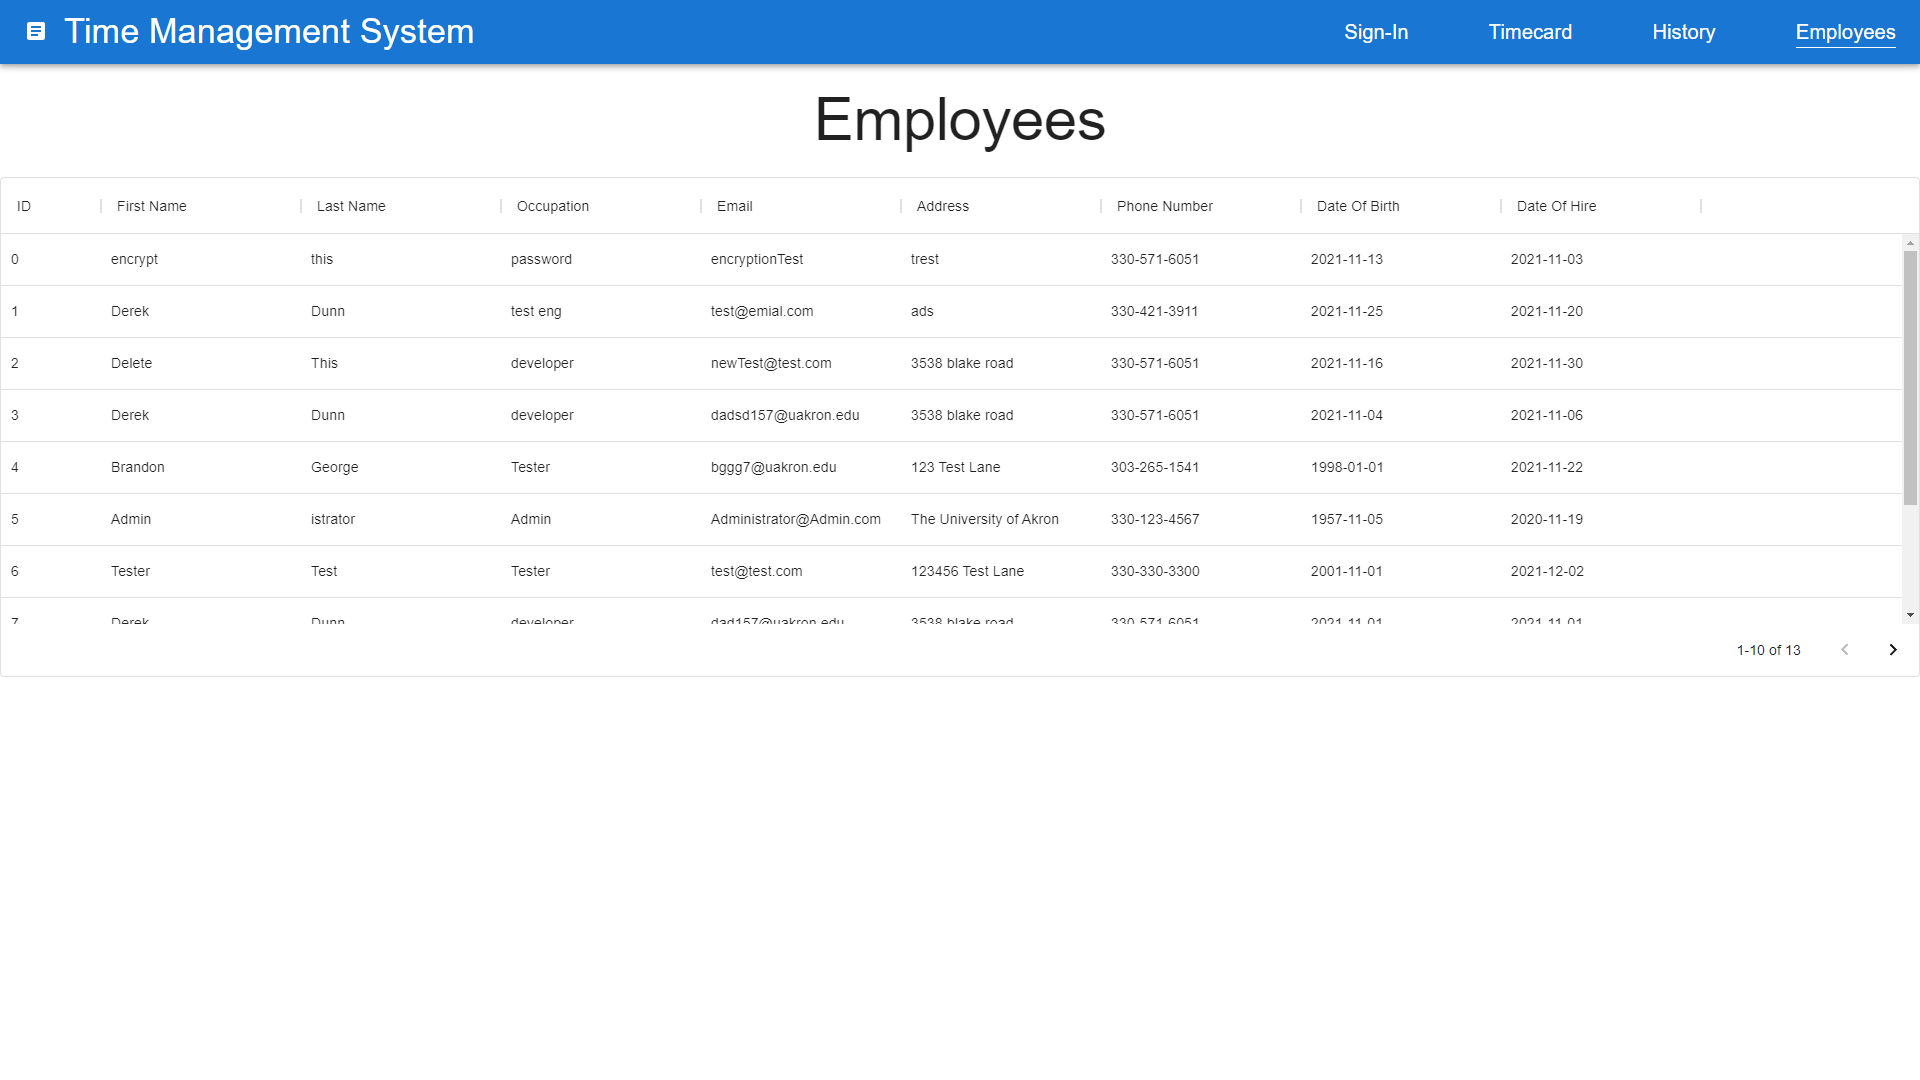 Time Management System Sign-In Timecard History Employees
Employees
ID First Name Last Name Occupation Email Address Phone Number Date Of Birth Date Of Hire
0 encrypt this password encryptionTest trest 330-571-6051 2021-11-13 2021-11-03
1 Derek Dunn test eng test@emial.com ads 330-421-3911 2021-11-25 2021-11-20
2 Delete This developer newTest@test.com 3538 blake road 330-571-6051 2021-11-16 2021-11-30
3 Derek Dunn developer dadsd157@uakron.edu 3538 blake road 330-571-6051 2021-11-04 2021-11-06
4 Brandon George Tester bggg7@uakron.edu 123 Test Lane 303-265-1541 1998-01-01 2021-11-22
5 Admin istrator Admin Administrator@Admin.com The University of Akron 330-123-4567 1957-11-05 2020-11-19
6 Tester Test Tester test@test.com 123456 Test Lane 330-330-3300 2001-11-01 2021-12-02
7 Derek Dunn developer dad157@uakron.edu 3538 blake road 330-571-6051 2021-11-01 2021-11-01
1-10 of 13